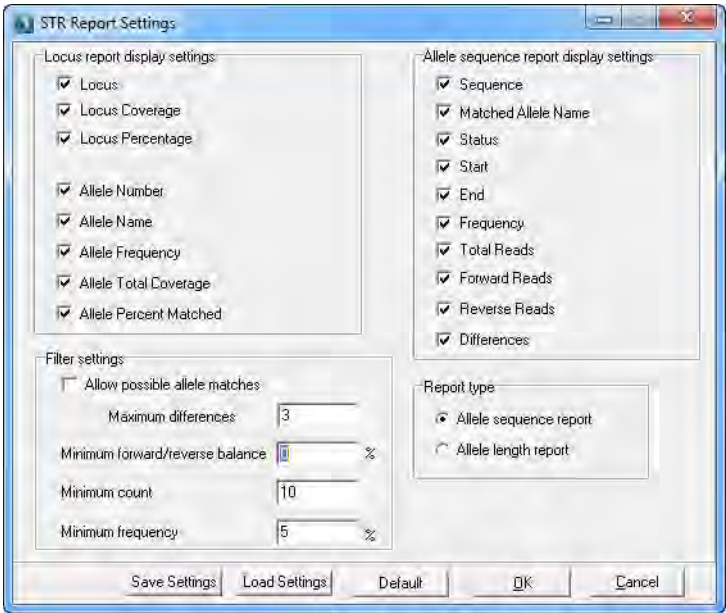 STR Report Settings
Locus report display settings
Locus
Locus Coverage
Locus Percentage
Allele Number
Allele Name
Allele Frequency
Allele Total Coverage
Allele Percent Matched
Allele sequence report display settings
Sequence
Matched Allele Name
Status
Start
End
Frequency
Total Reads
Forward Reads
Reverse Reads
Differences
Filter settings
Allow possible allele matches
Maximum differences 3
Minimum forward/reverse balance 0 %
Minimum count 10
Minimum frequency 5 %
Report type
Allele sequence report
Allele length report
Save Settings Load Settings Default OK Cancel